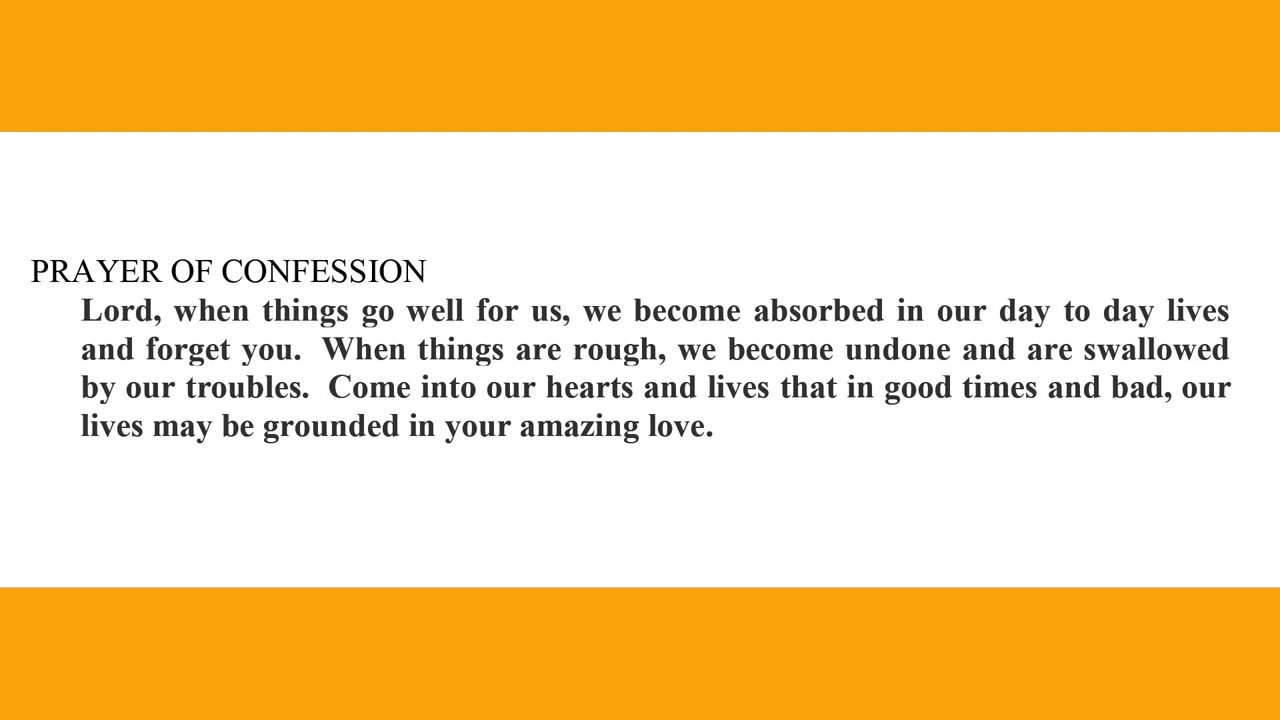 PRAYER OF CONFESSION
Lord, when things go well for us, we become absorbed in our day to day lives
and forget you.  When things are rough, we become undone and are swallowed
by our troubles.  Come into our hearts and lives that in good times and bad, our
lives may be grounded in your amazing love.